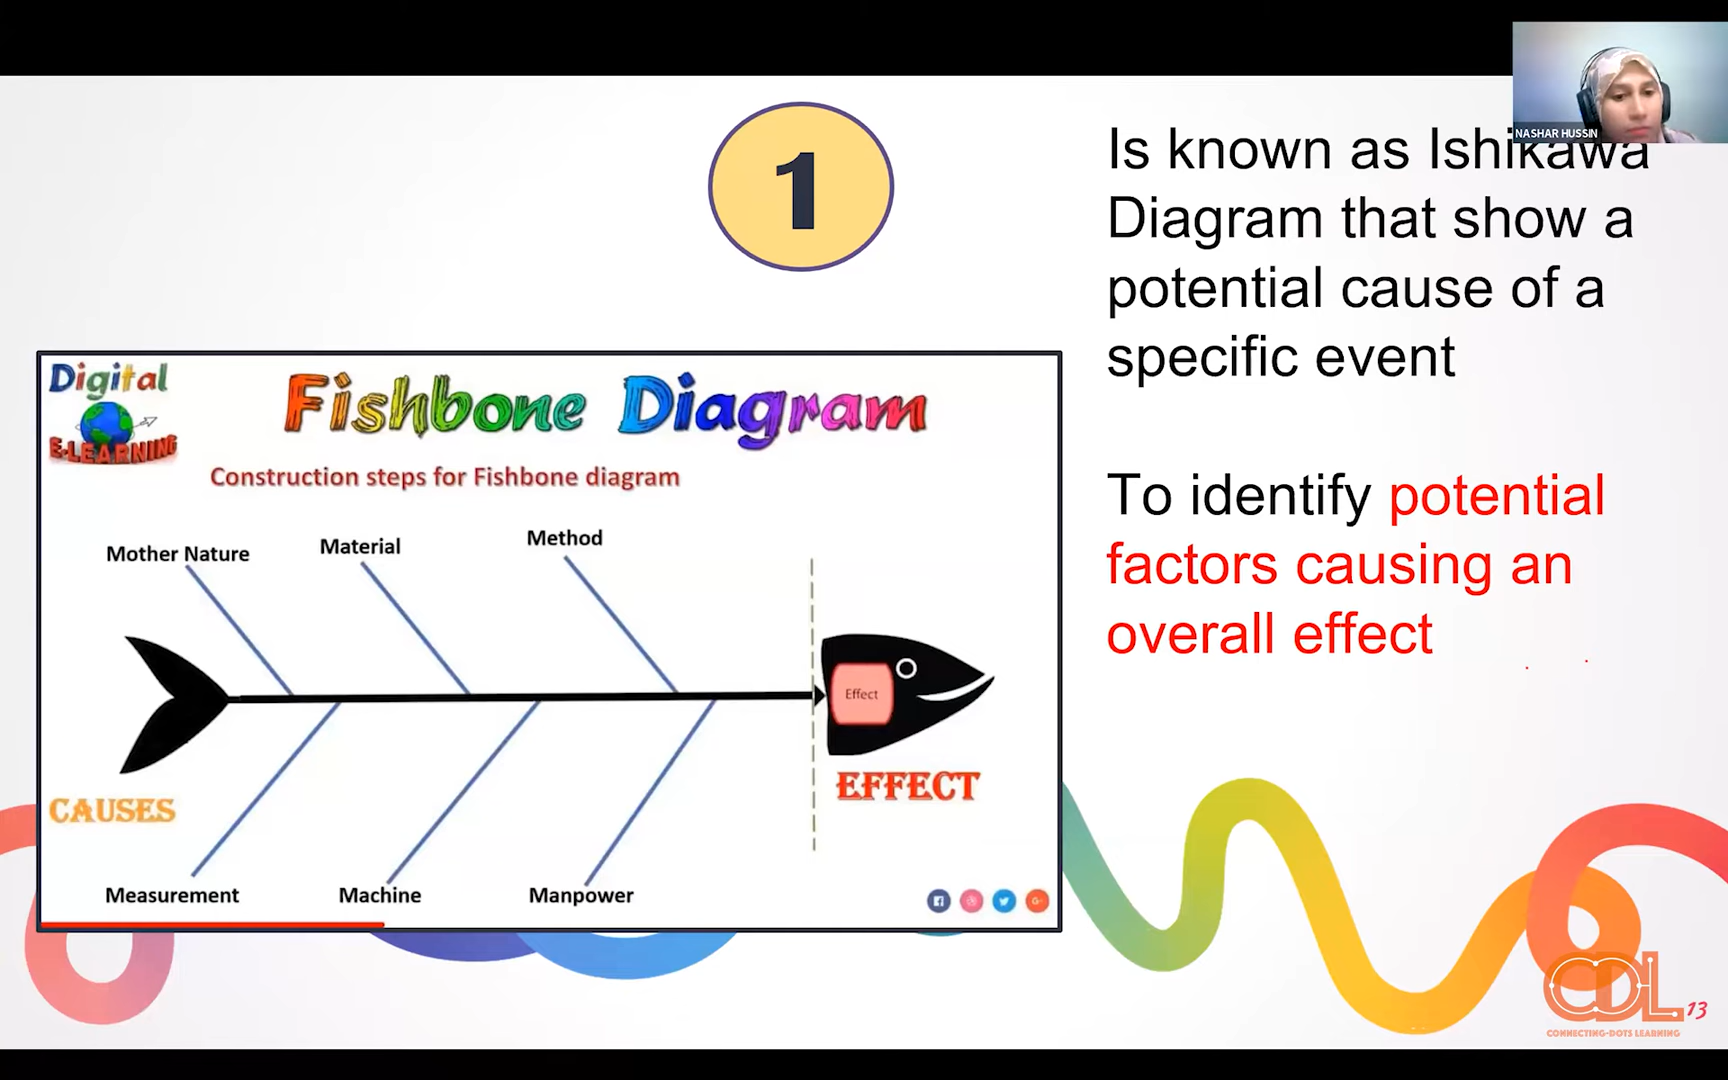 NASHAR HUSSIN
1
Is known as Ishikawa
Diagram that show a
potential cause of a
specific event
To identify potential
factors causing an
overall effect
Digital
E-LEARNING
Fishbone Diagram
Construction steps for Fishbone diagram
Mother Nature
Material
Method
Effect
CAUSES
EFFECT
Measurement
Machine
Manpower
CDL
CONNECTING-DOTS LEARNING
13